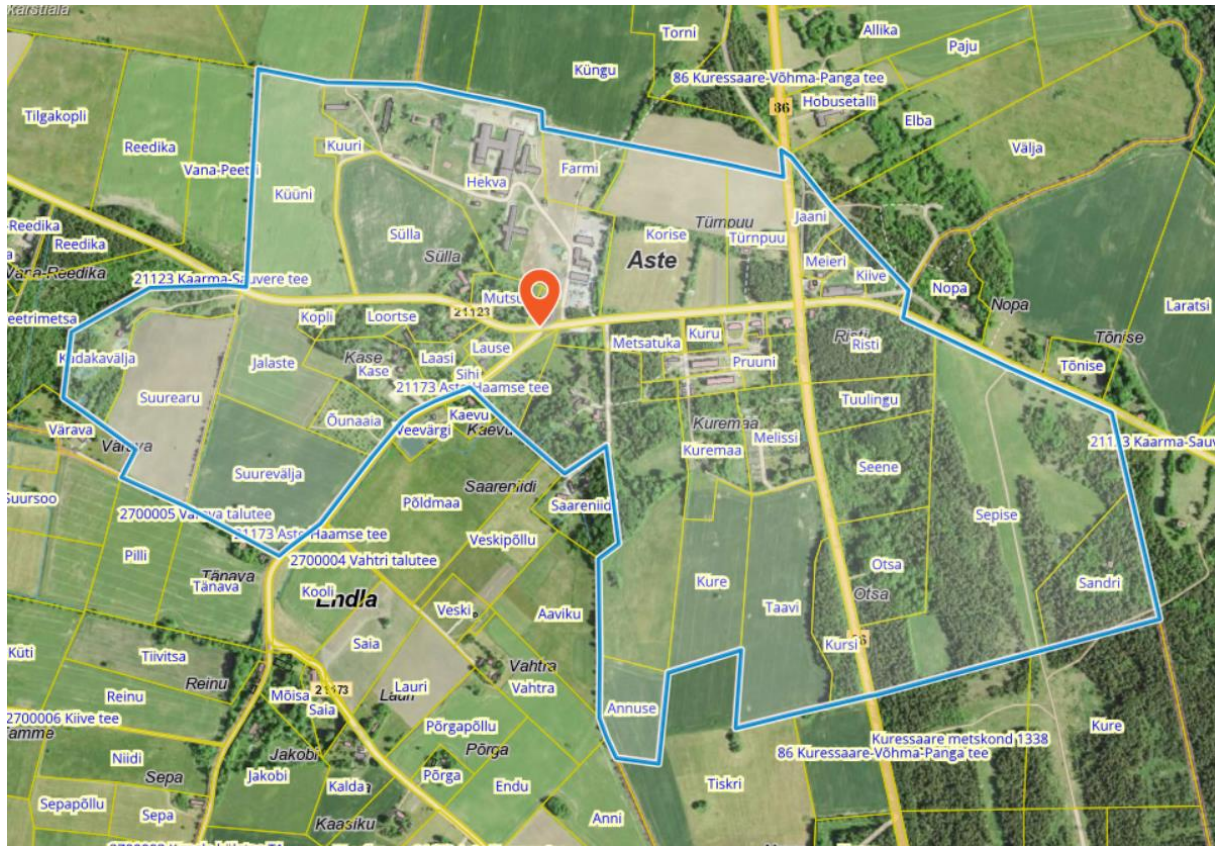 Karstiala
Torni
Allika
Paju
Küngu
86 Kuressaare-Võhma-Panga tee
Hobusetalli
86
Tilgakopli
Elba
Reedika
Kuuri
Välja
Vana-Peetri
Farmi
Hekva
Küüni
Jaani
Türnpuu
Sülla
Korise
Türnpuu
-Reedika
Reedika
Sülla
Aste
Meieri
Vana-Reedika
21123 Kaarma-Sauvere tee
Kiive
Nopa
Mutsu
Nopa
Laratsi
Peetrimetsa
Kopli
Loortse
21123
Kuru
Risti
Tõnise
Kadakavälja
Kase
Laasi
Lause
Metsatuka
Risti
Jalaste
Kase
Sihi
Pruuni
Tõnise
21173 Aste-Haamse tee
Suurearu
Tuulingu
Õunaaia
Kaevu
Värava
Veevärgi
Kaevu
Kuremaa
Melissi
Värava
Kuremaa
Suurevälja
Seene
Saareniidi
Suursoo
Põldmaa
Saareniidi
Sepise
2700005 Värava talutee
21173 Aste-Haamse tee
Veskipõllu
Pilli
2700004 Vahtri talutee
Otsa
Tänava
Kure
Sandri
Tänava
Kooli
Endla
Veski
Aaviku
Taavi
Otsa
Saia
Kursi
Küti
Tiivitsa
Vahtra
Reinu
Lauri
Vahtra
Reinu
Mõisa
21173
Lauri
Saia
Annuse
2700006 Kiive tee
Põrgapõllu
Kure
Kuressaare metskond 1338
Niidi
Jakobi
Põrga
86 Kuressaare-Võhma-Panga tee
Sepa
Jakobi
Kalda
Põrga
Endu
Tiskri
Sepapõllu
Sepa
Kaasiku
Anni